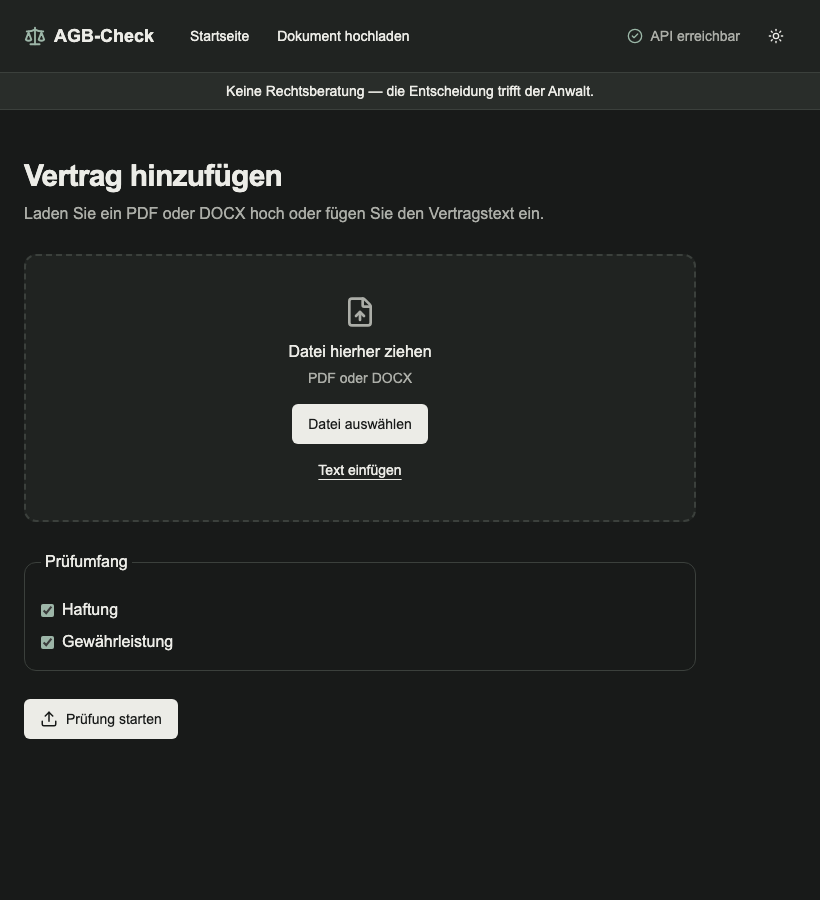 AGB-Check
Startseite
Dokument hochladen
API erreichbar
Keine Rechtsberatung — die Entscheidung trifft der Anwalt.
Vertrag hinzufügen
Laden Sie ein PDF oder DOCX hoch oder fügen Sie den Vertragstext ein.
Datei hierher ziehen
PDF oder DOCX
Datei auswählen
Text einfügen
Prüfumfang
Haftung
Gewährleistung
Prüfung starten